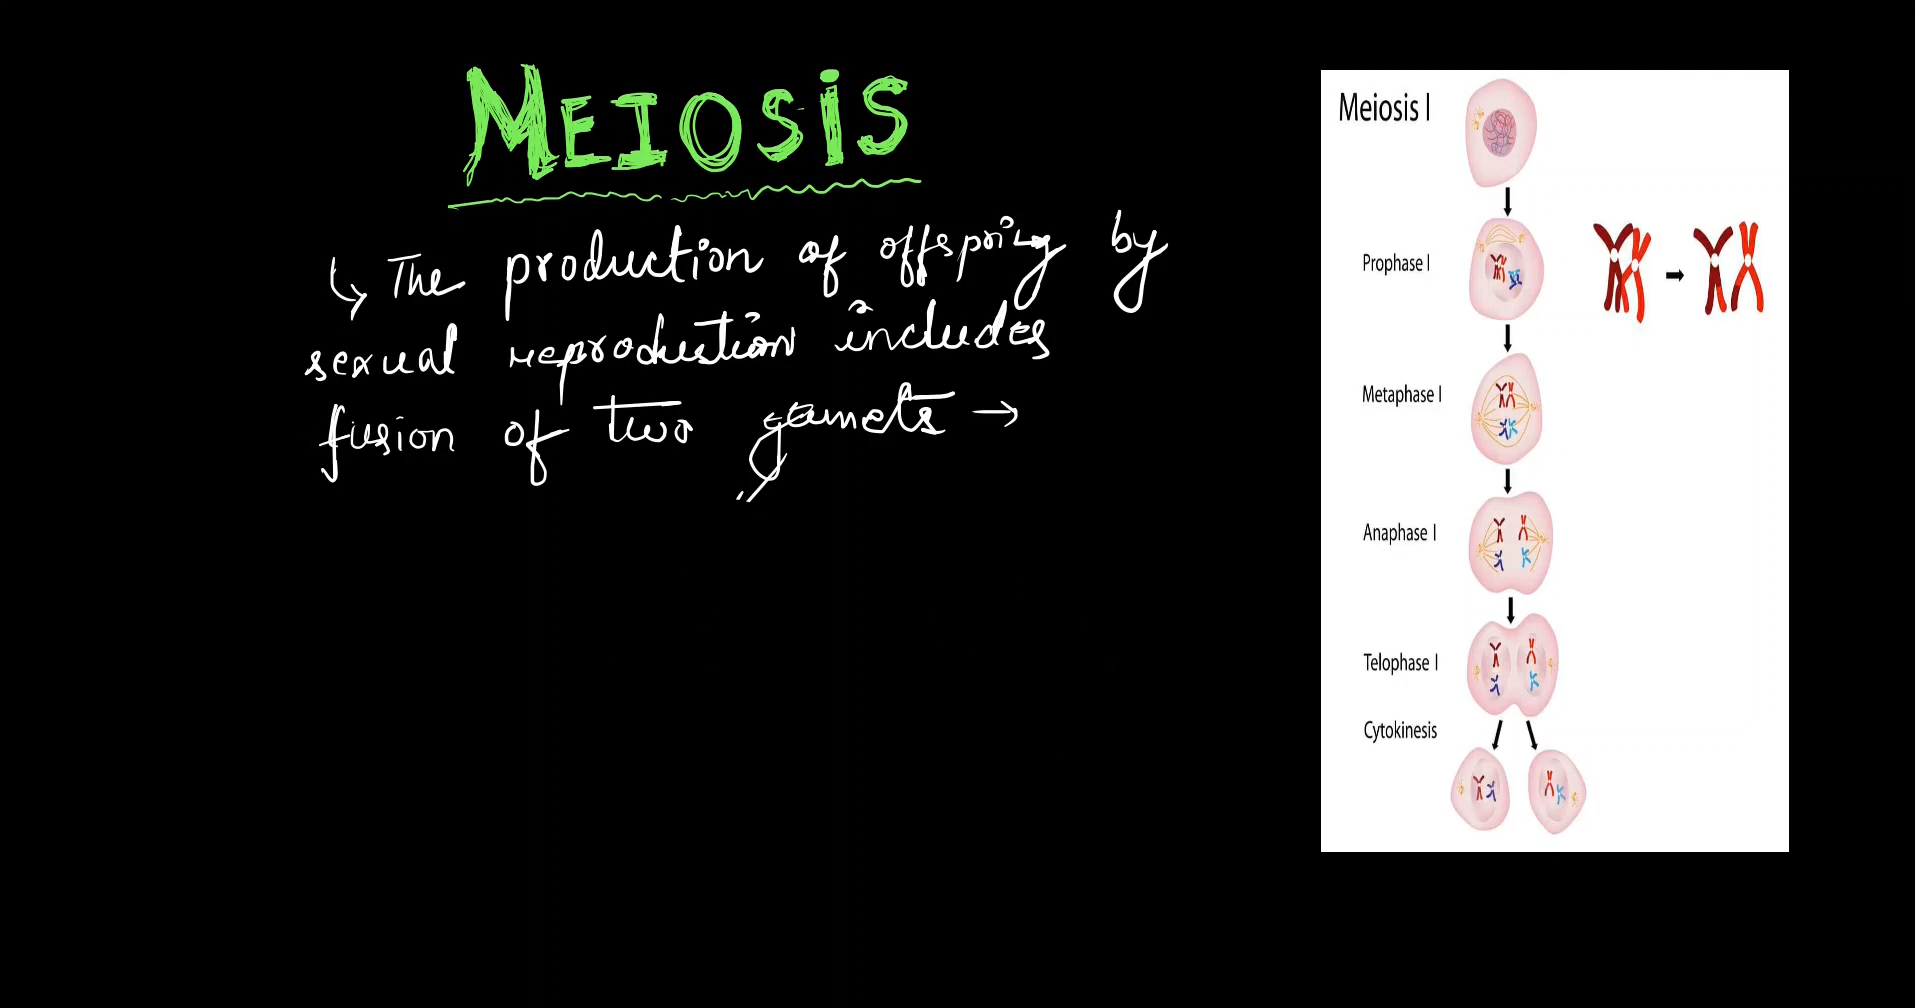 MEIOSIS
↳ The production of offspring by
sexual reproduction includes
fusion of two gamets →
Meiosis I
Prophase I
Metaphase I
Anaphase I
Telophase I
Cytokinesis